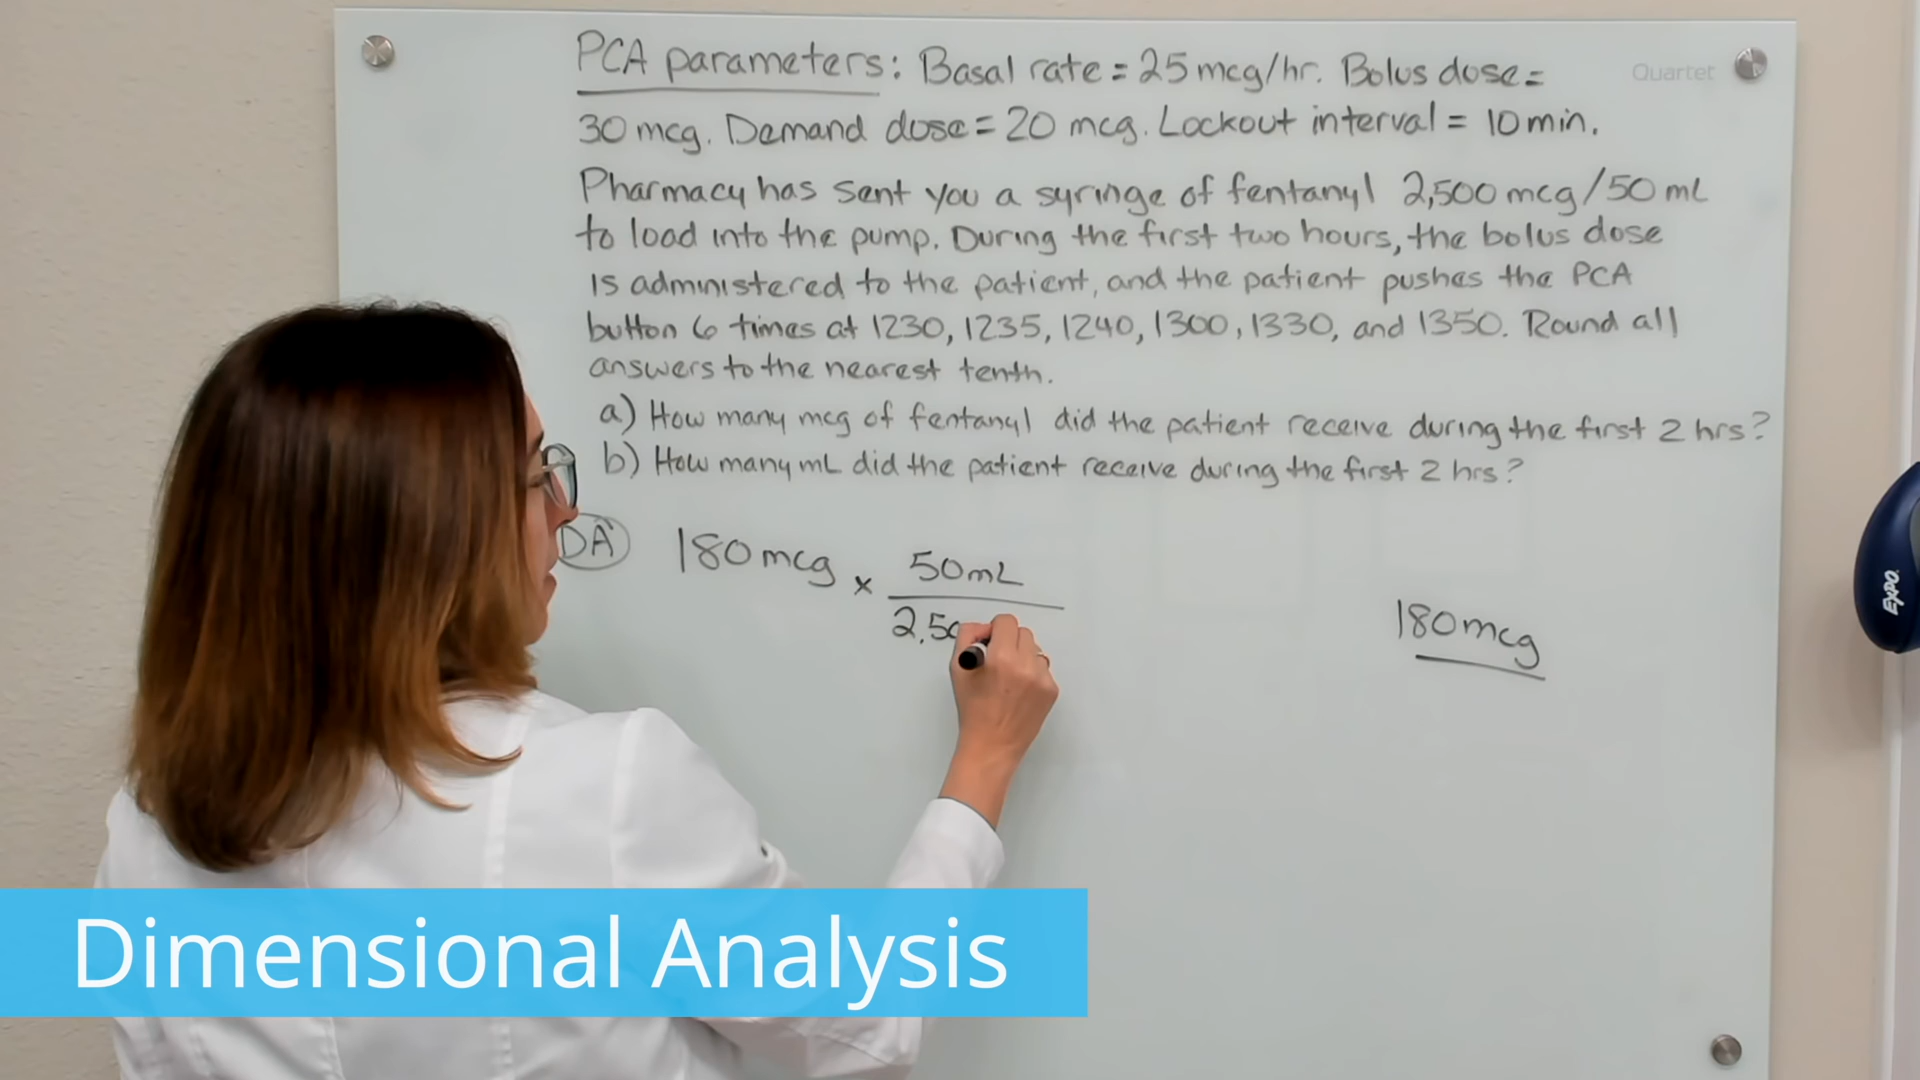 PCA parameters: Basal rate = 25 mcg/hr. Bolus dose =
Quartet
30 mcg. Demand dose = 20 mcg. Lockout interval = 10 min.
Pharmacy has sent you a syringe of fentanyl 2,500 mcg/50 mL
to load into the pump. During the first two hours, the bolus dose
is administered to the patient, and the patient pushes the PCA
button 6 times at 1230, 1235, 1240, 1300, 1330, and 1350. Round all
answers to the nearest tenth.
a) How many mcg of fentanyl did the patient receive during the first 2 hrs?
b) How many mL did the patient receive during the first 2 hrs?
DA 180 mcg x 50 mL
2,50
180 mcg
EXPO
Dimensional Analysis